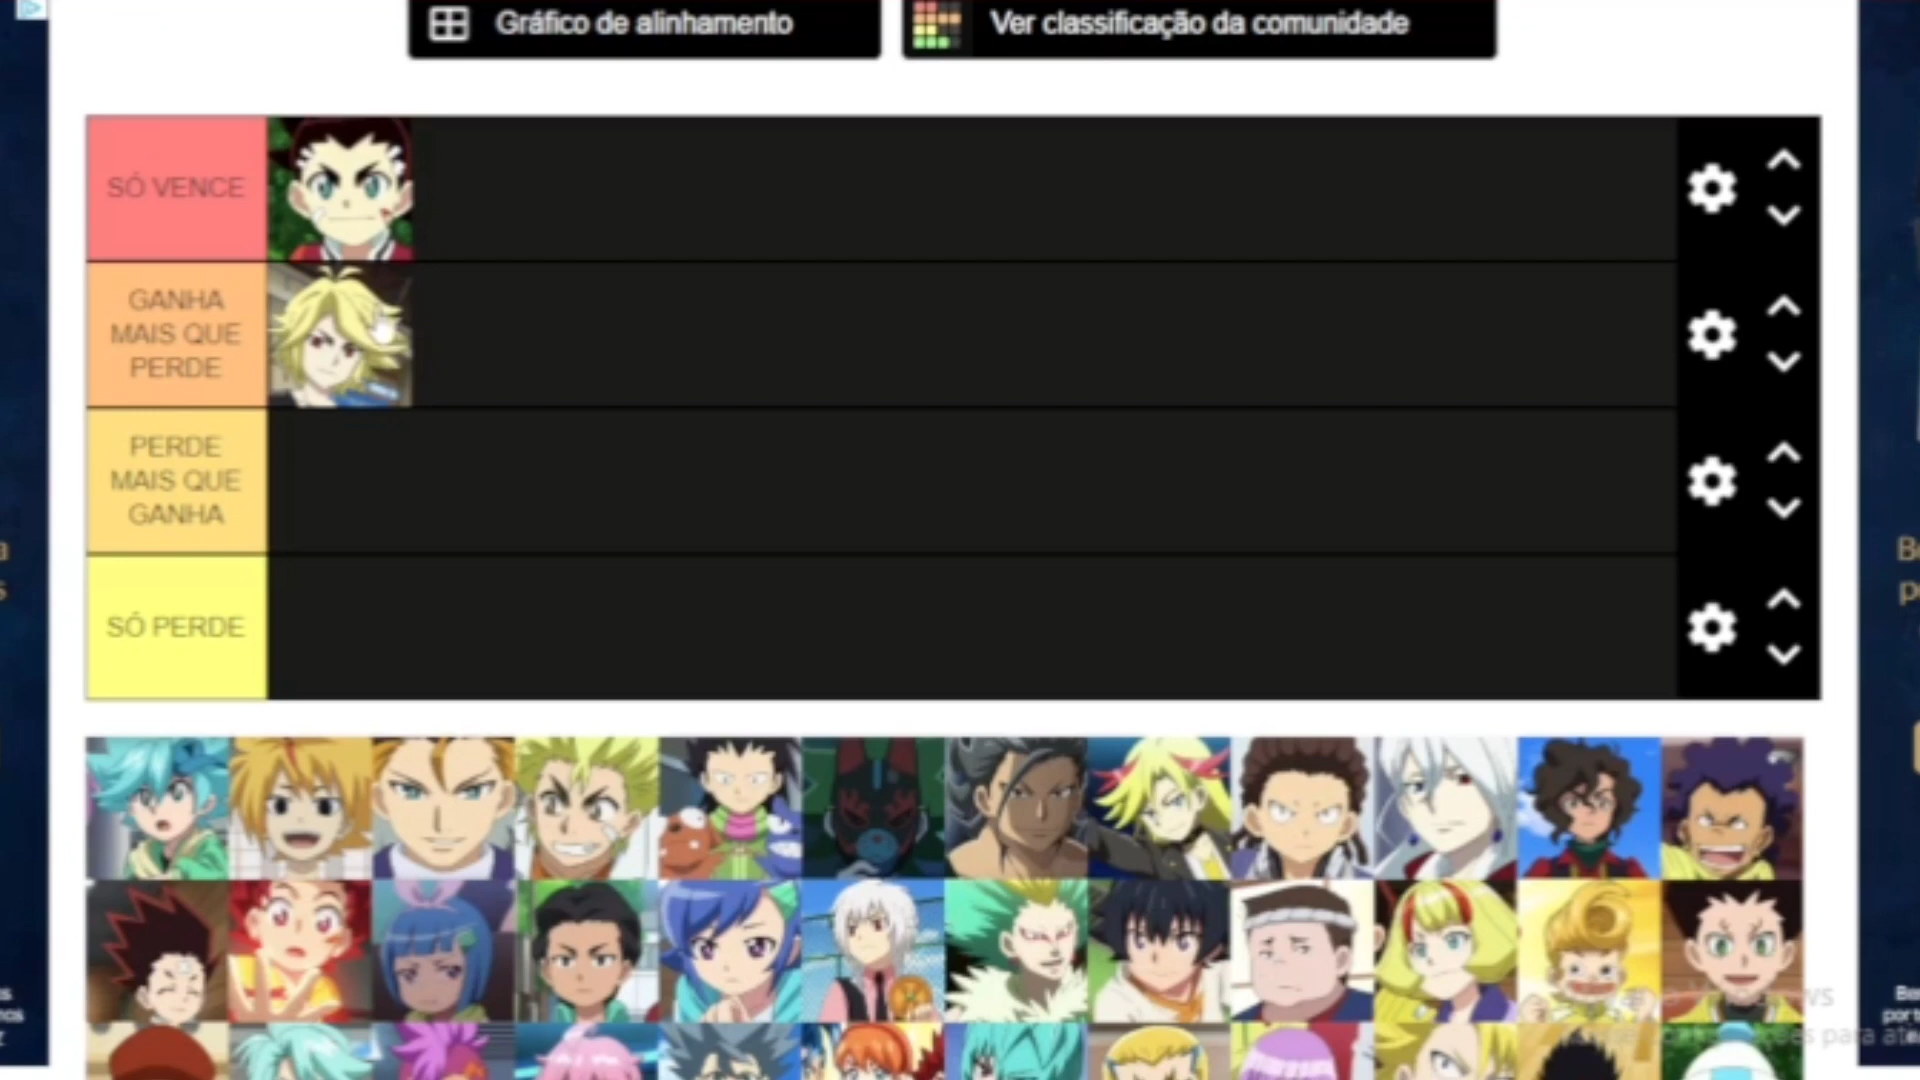 Gráfico de alinhamento
Ver classificação da comunidade
SÓ VENCE
GANHA
MAIS QUE
PERDE
PERDE
MAIS QUE
GANHA
SÓ PERDE
para